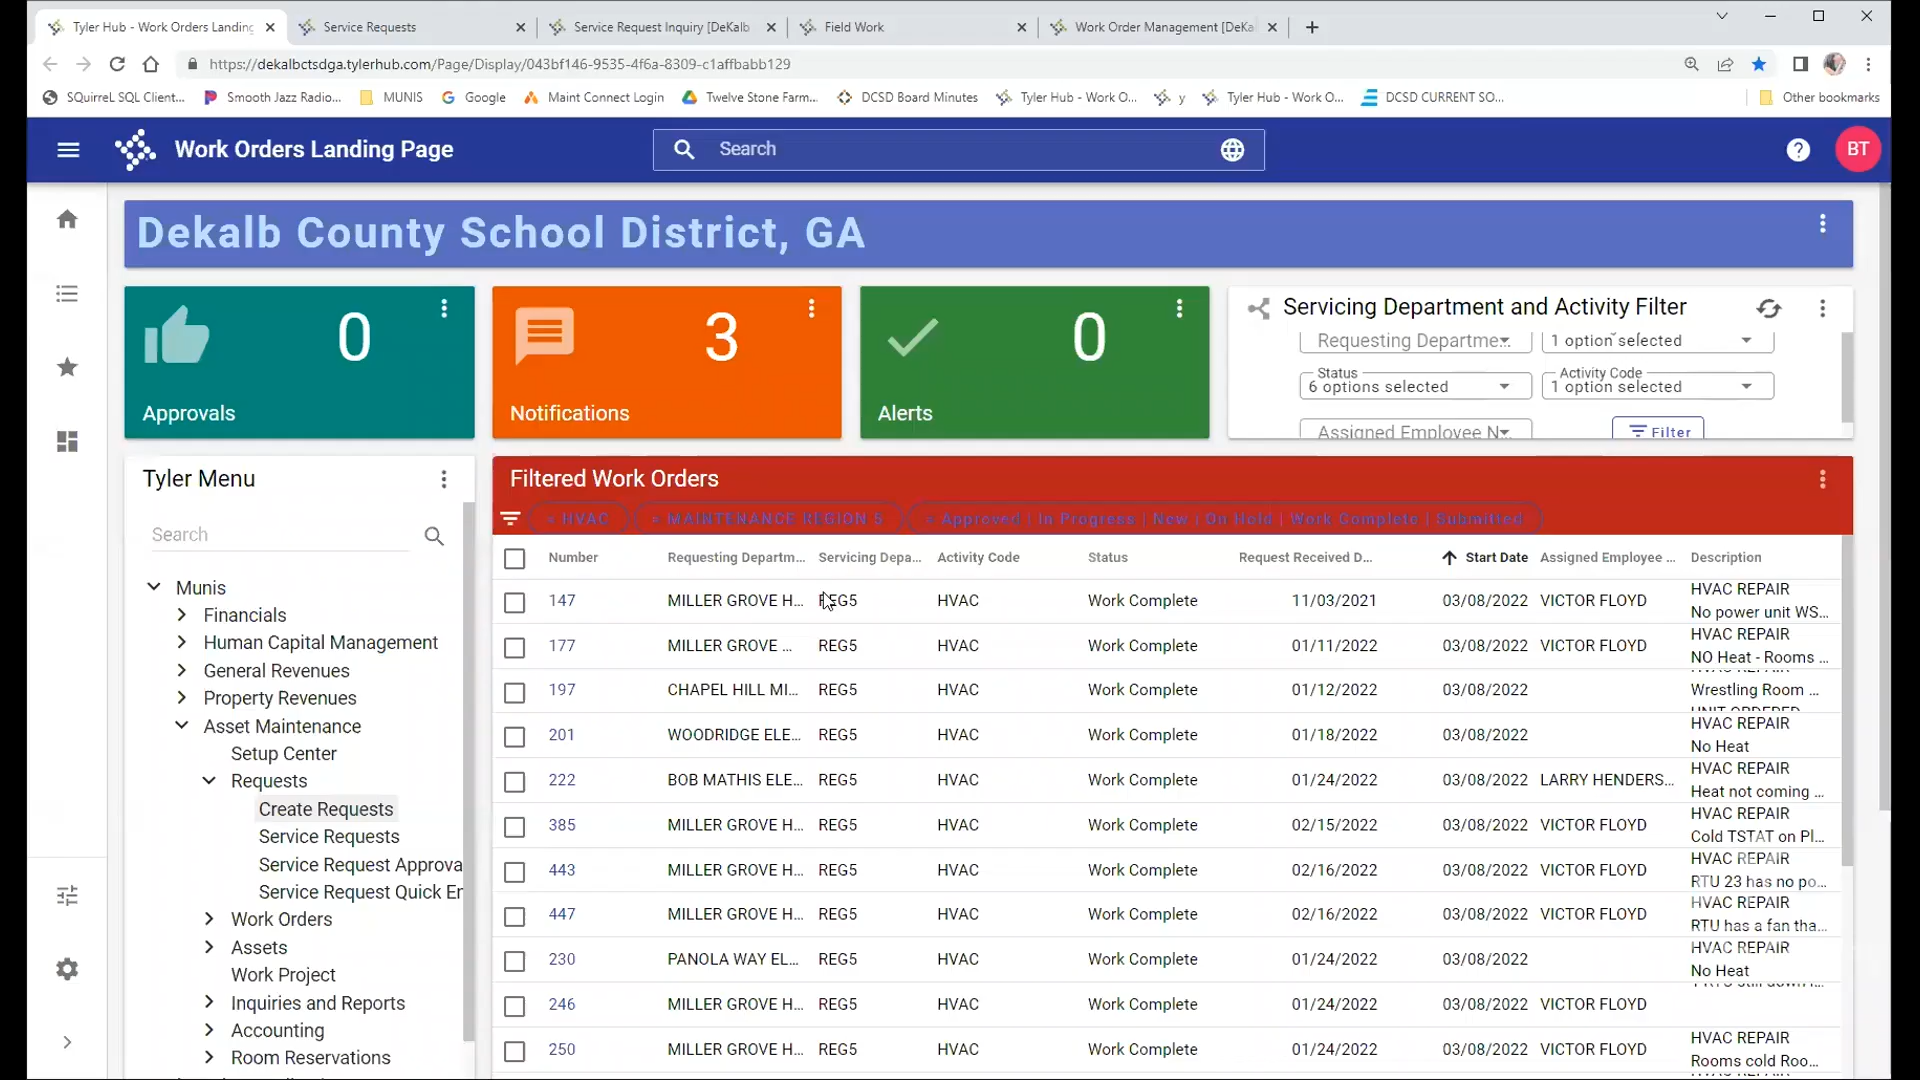 Tyler Hub - Work Orders Landing
Service Requests
Service Request Inquiry [DeKalb
Field Work
Work Order Management [DeKa
https://dekalbctsdga.tylerhub.com/Page/Display/043bf146-9535-4f6a-8309-c1affbabb129
SQuirreL SQL Client...
Smooth Jazz Radio...
MUNIS
Google
Maint Connect Login
Twelve Stone Farm...
DCSD Board Minutes
Tyler Hub - Work O...
y
Tyler Hub - Work O...
DCSD CURRENT SO...
Other bookmarks
Work Orders Landing Page
Search
BT
Dekalb County School District, GA
0
Approvals
3
Notifications
0
Alerts
Servicing Department and Activity Filter
Requesting Departme...
1 option selected
Status
6 options selected
Activity Code
1 option selected
Assigned Employee N...
Filter
Tyler Menu
Search
Munis
Financials
Human Capital Management
General Revenues
Property Revenues
Asset Maintenance
Setup Center
Requests
Create Requests
Service Requests
Service Request Approva
Service Request Quick En
Work Orders
Assets
Work Project
Inquiries and Reports
Accounting
Room Reservations
Filtered Work Orders
= HVAC
= MAINTENANCE REGION 5
= Approved | In Progress | New | On Hold | Work Complete | Submitted
Number Requesting Departm... Servicing Depa... Activity Code Status Request Received D... Start Date Assigned Employee ... Description
147 MILLER GROVE H... REG5 HVAC Work Complete 11/03/2021 03/08/2022 VICTOR FLOYD HVAC REPAIR
No power unit WS...
177 MILLER GROVE ... REG5 HVAC Work Complete 01/11/2022 03/08/2022 VICTOR FLOYD HVAC REPAIR
NO Heat - Rooms ...
197 CHAPEL HILL MI... REG5 HVAC Work Complete 01/12/2022 03/08/2022 HVAC REPAIR
Wrestling Room ...
UNIT ORDERED
201 WOODRIDGE ELE... REG5 HVAC Work Complete 01/18/2022 03/08/2022 HVAC REPAIR
No Heat
222 BOB MATHIS ELE... REG5 HVAC Work Complete 01/24/2022 03/08/2022 LARRY HENDERS... HVAC REPAIR
Heat not coming ...
385 MILLER GROVE H... REG5 HVAC Work Complete 02/15/2022 03/08/2022 VICTOR FLOYD HVAC REPAIR
Cold TSTAT on Pl...
443 MILLER GROVE H... REG5 HVAC Work Complete 02/16/2022 03/08/2022 VICTOR FLOYD HVAC REPAIR
RTU 23 has no po...
447 MILLER GROVE H... REG5 HVAC Work Complete 02/16/2022 03/08/2022 VICTOR FLOYD HVAC REPAIR
RTU has a fan tha...
230 PANOLA WAY EL... REG5 HVAC Work Complete 01/24/2022 03/08/2022 HVAC REPAIR
No Heat
246 MILLER GROVE H... REG5 HVAC Work Complete 01/24/2022 03/08/2022 VICTOR FLOYD
250 MILLER GROVE H... REG5 HVAC Work Complete 01/24/2022 03/08/2022 VICTOR FLOYD HVAC REPAIR
Rooms cold Roo...